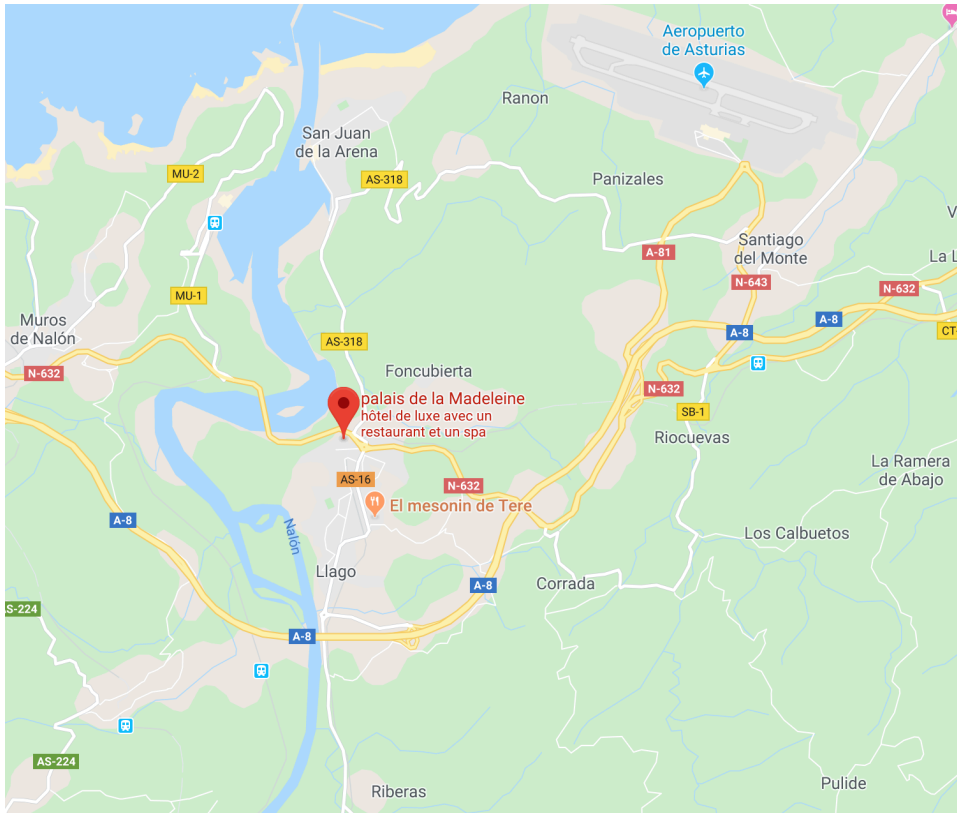 Aeropuerto
de Asturias
Ranon
San Juan
de la Arena
MU-2
AS-318
Panizales
Santiago
del Monte
A-81
La L
N-643
N-632
MU-1
Muros
de Nalón
A-8
A-8
CT-
AS-318
N-632
Foncubierta
N-632
palais de la Madeleine
hôtel de luxe avec un
restaurant et un spa
SB-1
Riocuevas
La Ramera
de Abajo
AS-16
N-632
El mesonin de Tere
A-8
Nalón
Los Calbuetos
Llago
A-8
Corrada
S-224
A-8
AS-224
Riberas
Pulide